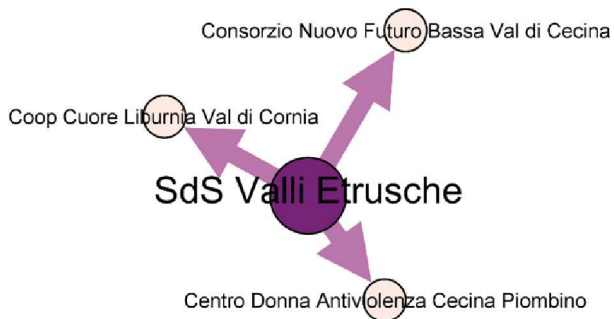 Consorzio Nuovo Futuro Bassa Val di Cecina
Coop Cuore Liburnia Val di Cornia
SdS Valli Etrusche
Centro Donna Antiviolenza Cecina Piombino